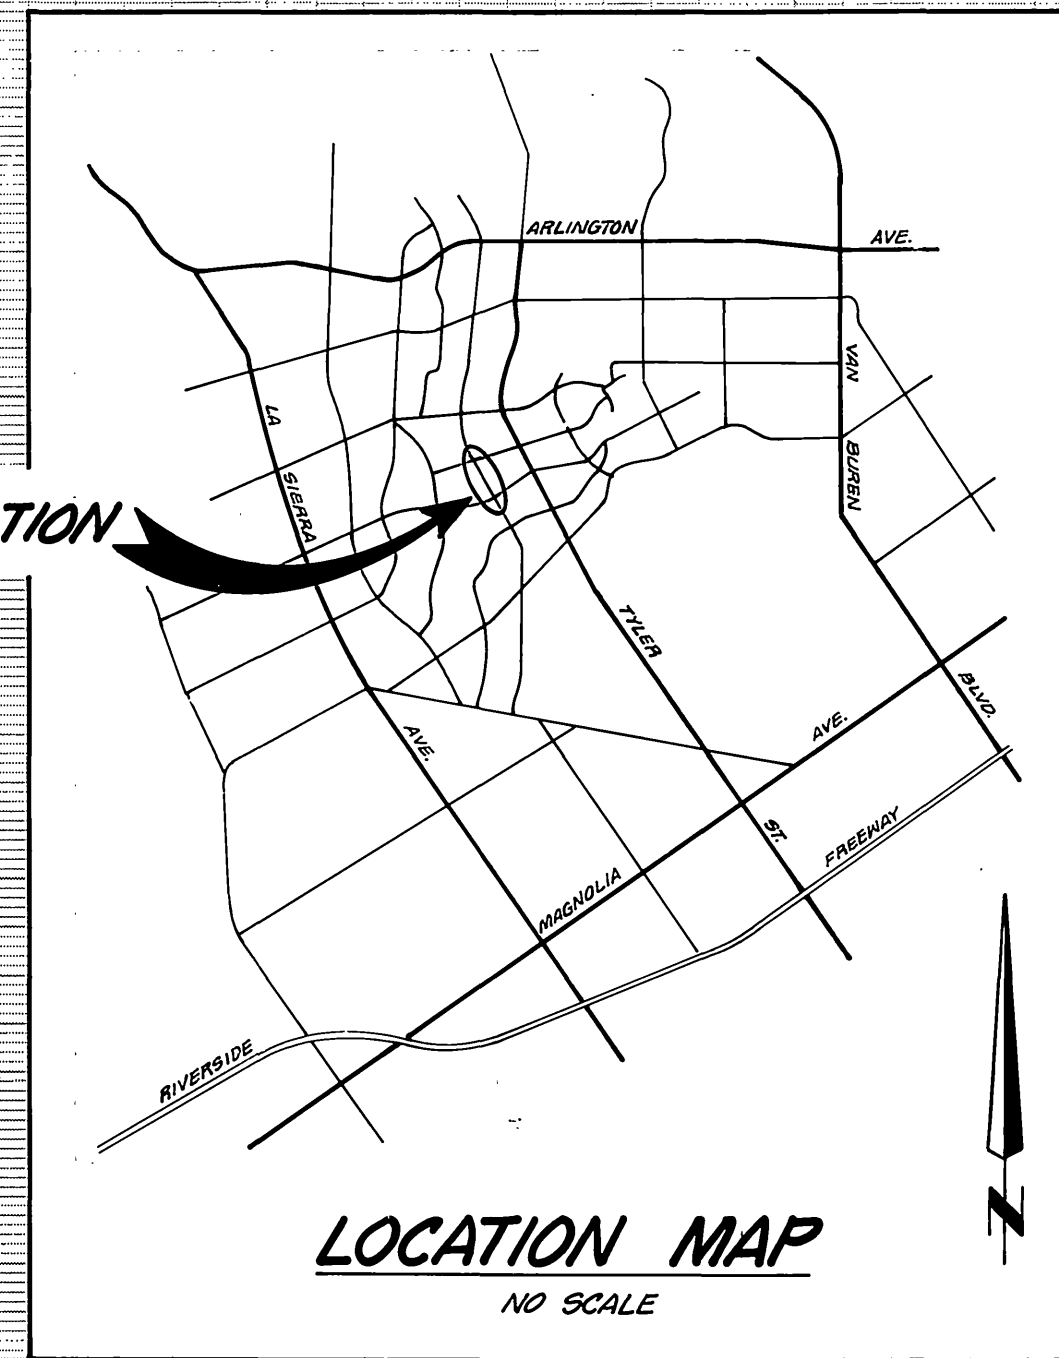 ARLINGTON AVE.
VAN BUREN BLVD.
LA SIERRA AVE.
TION
TYLER ST.
MAGNOLIA AVE.
RIVERSIDE FREEWAY
N
LOCATION MAP
NO SCALE